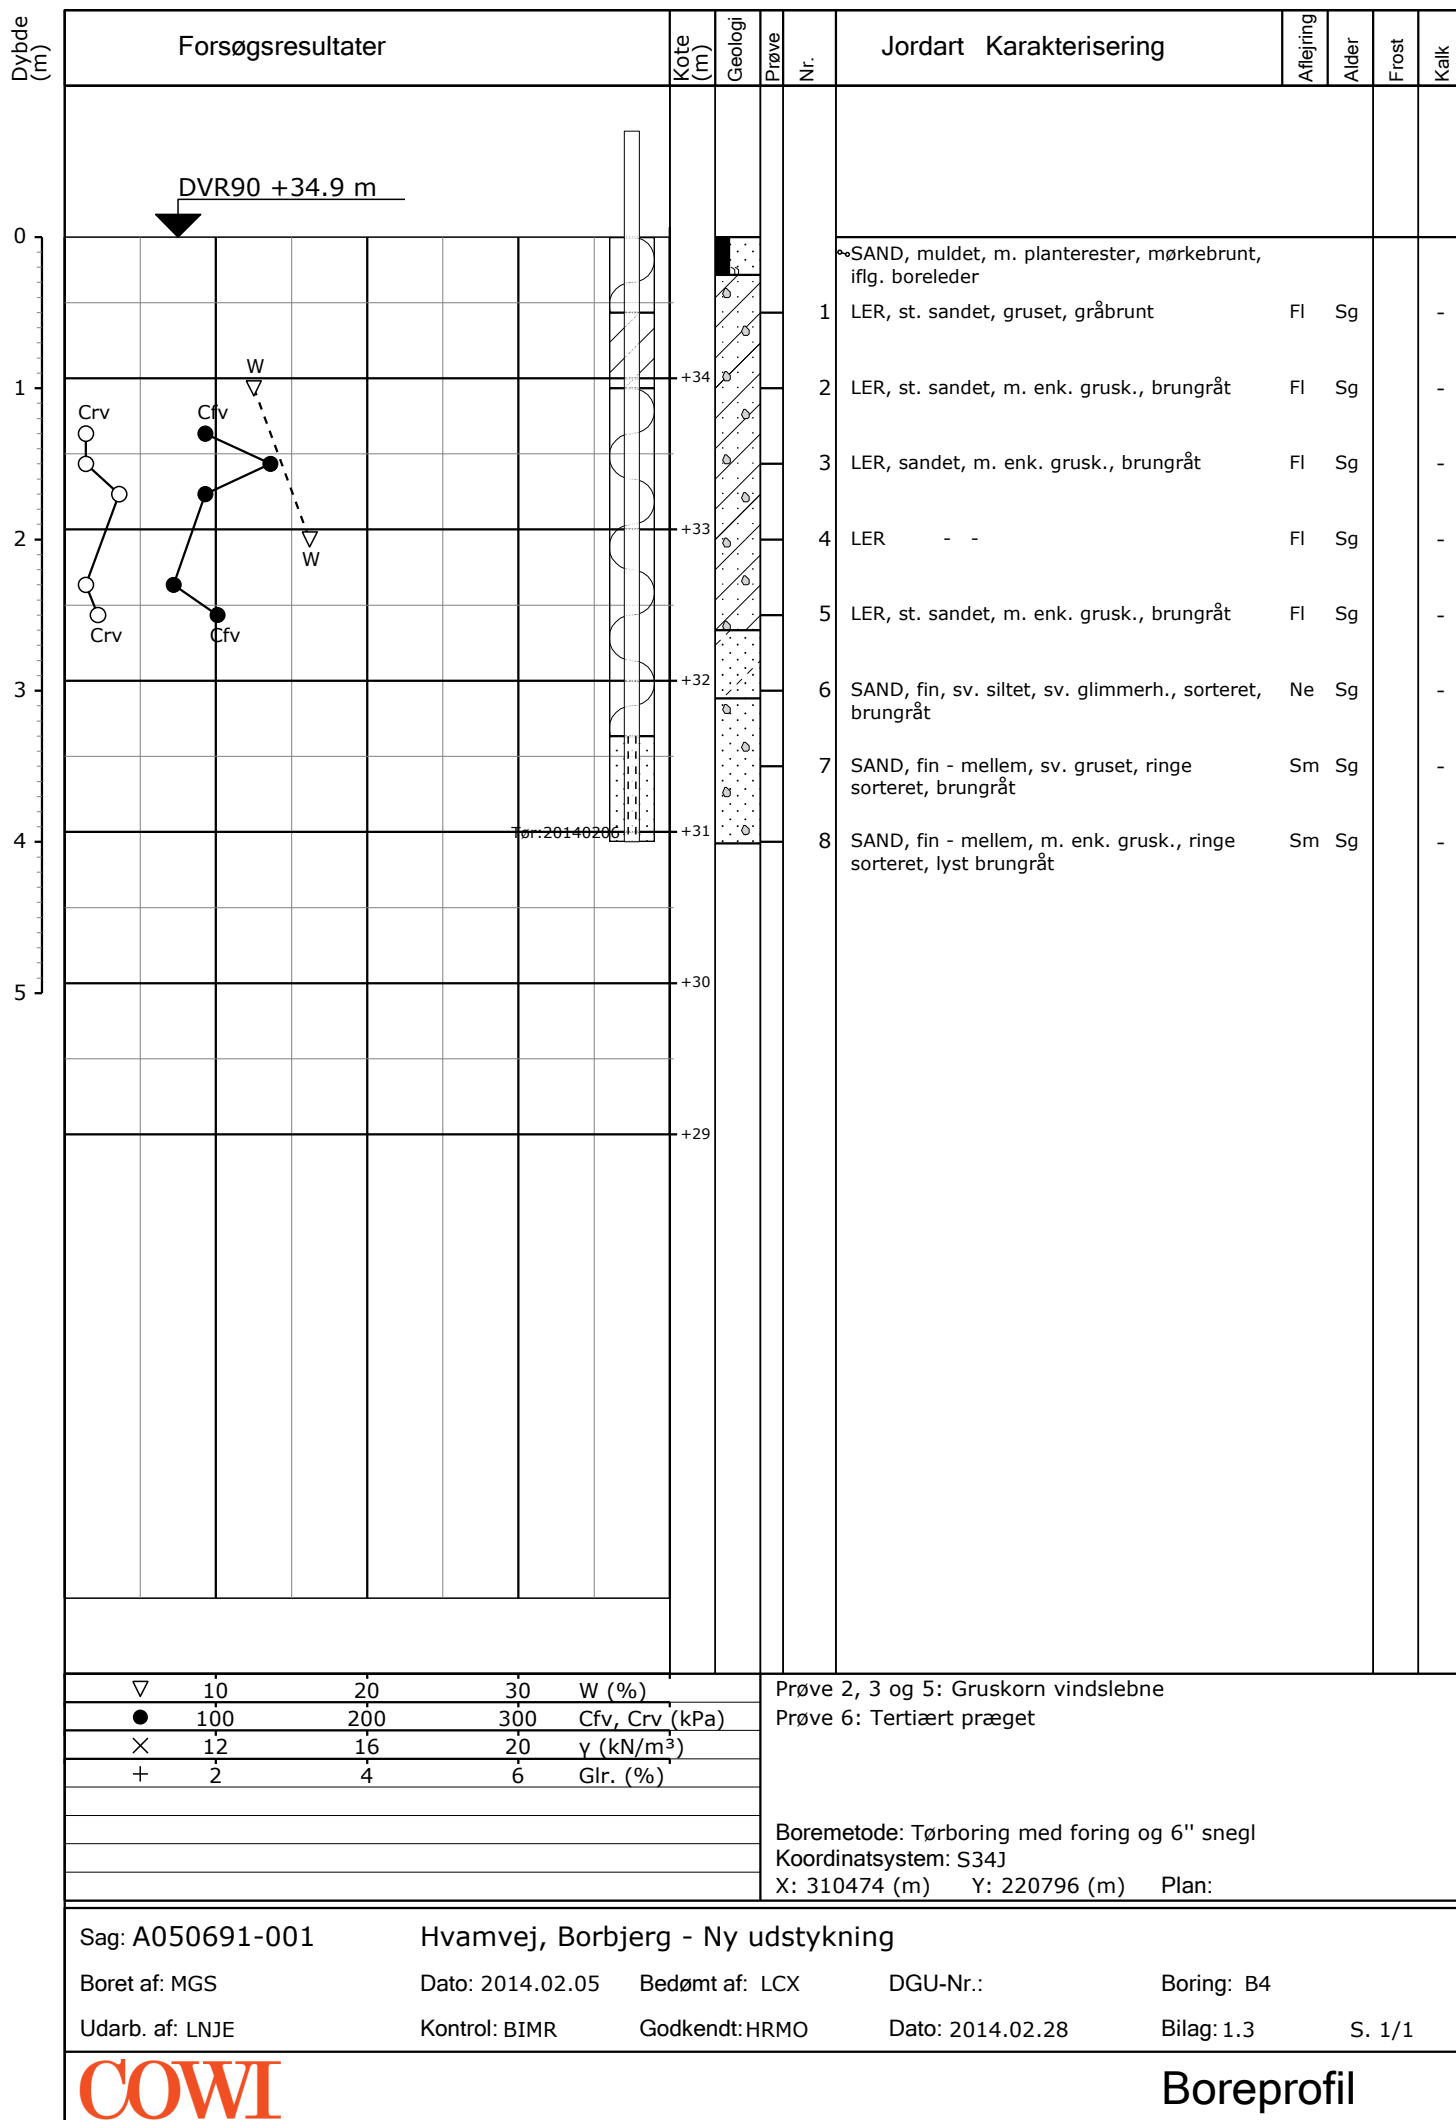 Dybde (m) Forsøgsresultater Kote (m) Geologi Prøve Nr. Jordart Karakterisering Aflejring Alder Frost Kalk
DVR90 +34.9 m
0
SAND, muldet, m. planterester, mørkebrunt,
iflg. boreleder
1 LER, st. sandet, gruset, gråbrunt Fl Sg -
W
+34
1
2 LER, st. sandet, m. enk. grusk., brungråt Fl Sg -
Crv Cfv
3 LER, sandet, m. enk. grusk., brungråt Fl Sg -
+33
2
4 LER - - Fl Sg -
W
5 LER, st. sandet, m. enk. grusk., brungråt Fl Sg -
Crv Cfv
+32
3
6 SAND, fin, sv. siltet, sv. glimmerh., sorteret, Ne Sg -
brungråt
7 SAND, fin - mellem, sv. gruset, ringe Sm Sg -
sorteret, brungråt
Tør:20140206 +31
4
8 SAND, fin - mellem, m. enk. grusk., ringe Sm Sg -
sorteret, lyst brungråt
+30
5
+29
10 20 30 W (%)
100 200 300 Cfv, Crv (kPa)
12 16 20 γ (kN/m³)
2 4 6 Glr. (%)
Prøve 2, 3 og 5: Gruskorn vindslebne
Prøve 6: Tertiært præget
Boremetode: Tørboring med foring og 6'' snegl
Koordinatsystem: S34J
X: 310474 (m) Y: 220796 (m) Plan:
Sag: A050691-001 Hvamvej, Borbjerg - Ny udstykning
Boret af: MGS Dato: 2014.02.05 Bedømt af: LCX DGU-Nr.: Boring: B4
Udarb. af: LNJE Kontrol: BIMR Godkendt: HRMO Dato: 2014.02.28 Bilag: 1.3 S. 1/1
COWI Boreprofil